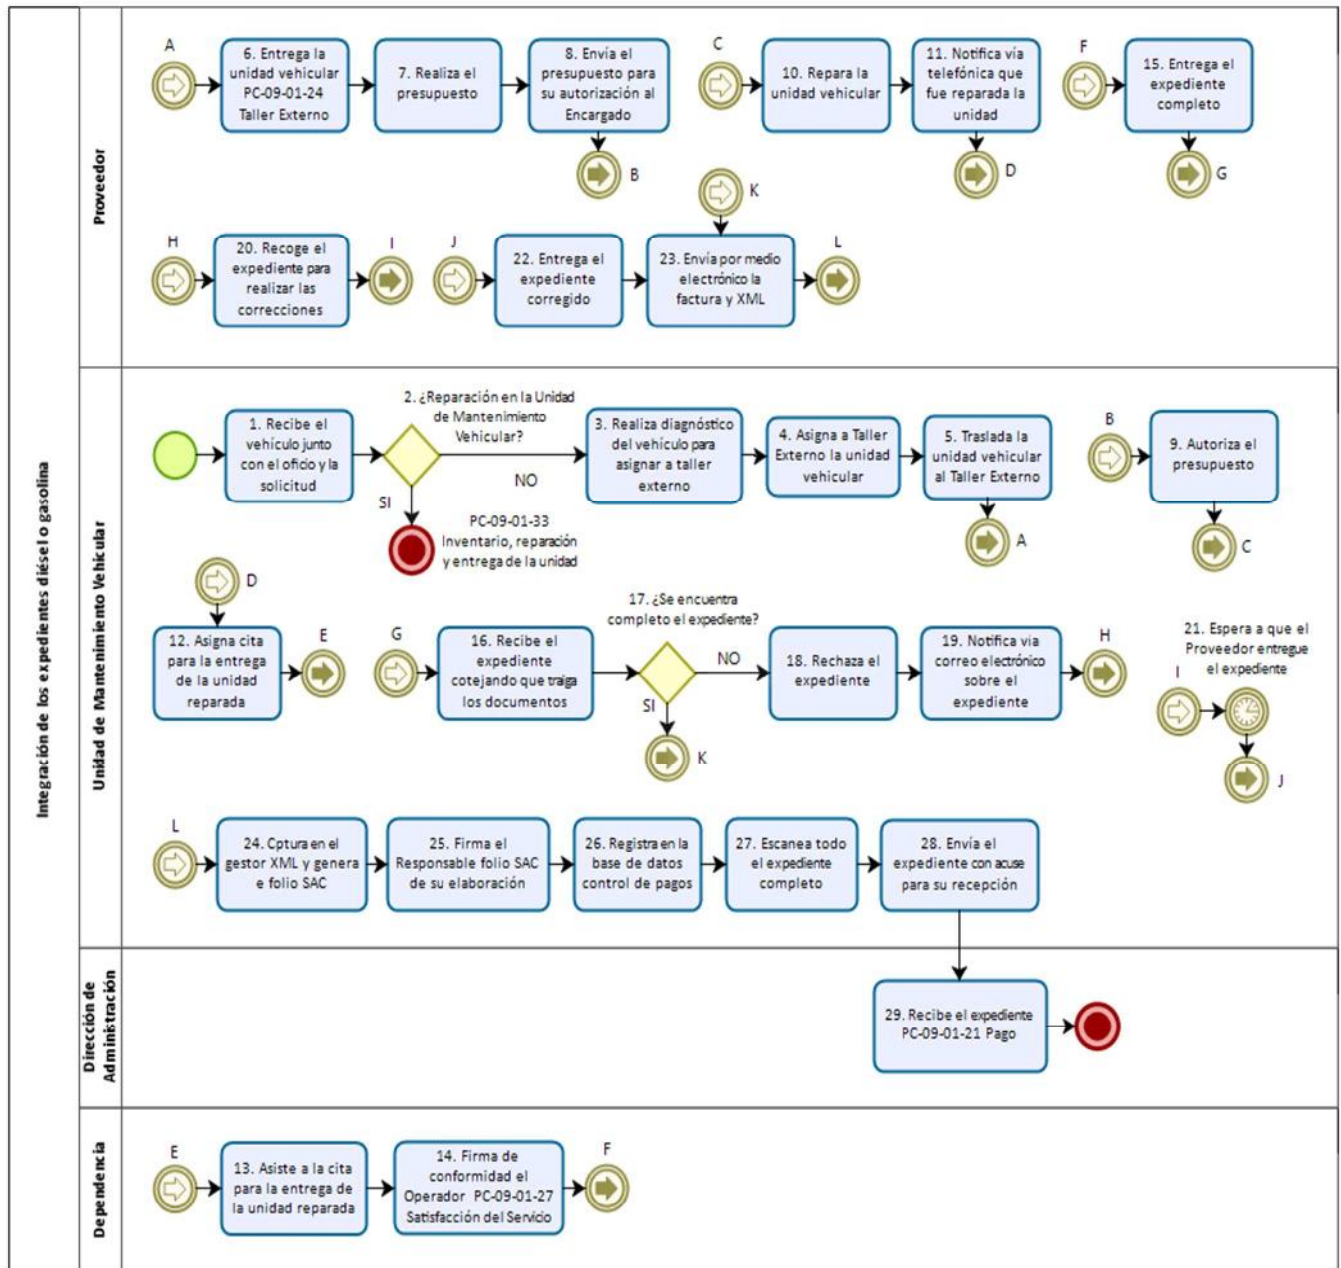 Integración de los expedientes diésel o gasolina
Proveedor
A
6. Entrega la
unidad vehicular
PC-09-01-24
Taller Externo
7. Realiza el
presupuesto
8. Envía el
presupuesto para
su autorización al
Encargado
B
C
10. Repara la
unidad vehicular
11. Notifica vía
telefónica que
fue reparada la
unidad
D
F
15. Entrega el
expediente
completo
G
H
20. Recoge el
expediente para
realizar las
correcciones
I
J
22. Entrega el
expediente
corregido
K
23. Envía por medio
electrónico la
factura y XML
L
Unidad de Mantenimiento Vehicular
1. Recibe el
vehículo junto
con el oficio y la
solicitud
2. ¿Reparación en la Unidad
de Mantenimiento
Vehicular?
NO
SI
PC-09-01-33
Inventario, reparación
y entrega de la unidad
3. Realiza diagnóstico
del vehículo para
asignar a taller
externo
4. Asigna a Taller
Externo la unidad
vehicular
5. Traslada la
unidad vehicular
al Taller Externo
A
B
9. Autoriza el
presupuesto
C
D
12. Asigna cita
para la entrega
de la unidad
reparada
E
G
16. Recibe el
expediente
cotejando que traiga
los documentos
17. ¿Se encuentra
completo el expediente?
NO
SI
K
18. Rechaza el
expediente
19. Notifica via
correo electrónico
sobre el
expediente
H
21. Espera a que el
Proveedor entregue
el expediente
I
J
L
24. Cptura en el
gestor XML y genera
e folio SAC
25. Firma el
Responsable folio SAC
de su elaboración
26. Registra en la
base de datos
control de pagos
27. Escanea todo
el expediente
completo
28. Envía el
expediente con acuse
para su recepción
Dirección de
Administración
29. Recibe el expediente
PC-09-01-21 Pago
Dependencia
E
13. Asiste a la cita
para la entrega de
la unidad reparada
14. Firma de
conformidad el
Operador PC-09-01-27
Satisfacción del Servicio
F